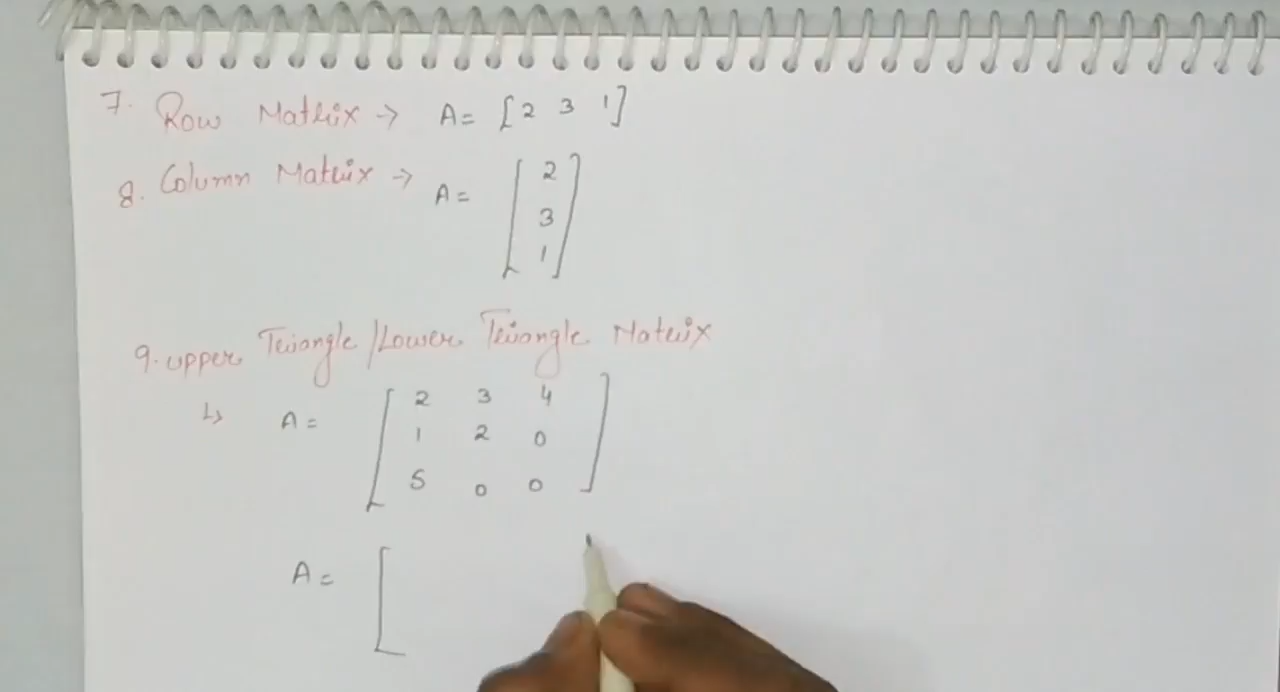 7. Row Matrix → A = [2 3 1]
8. Column Matrix → A = [
2
3
1
]
9. upper Triangle / Lower Triangle Matrix
↳ A = [
2 3 4
1 2 0
5 0 0
]
A = [